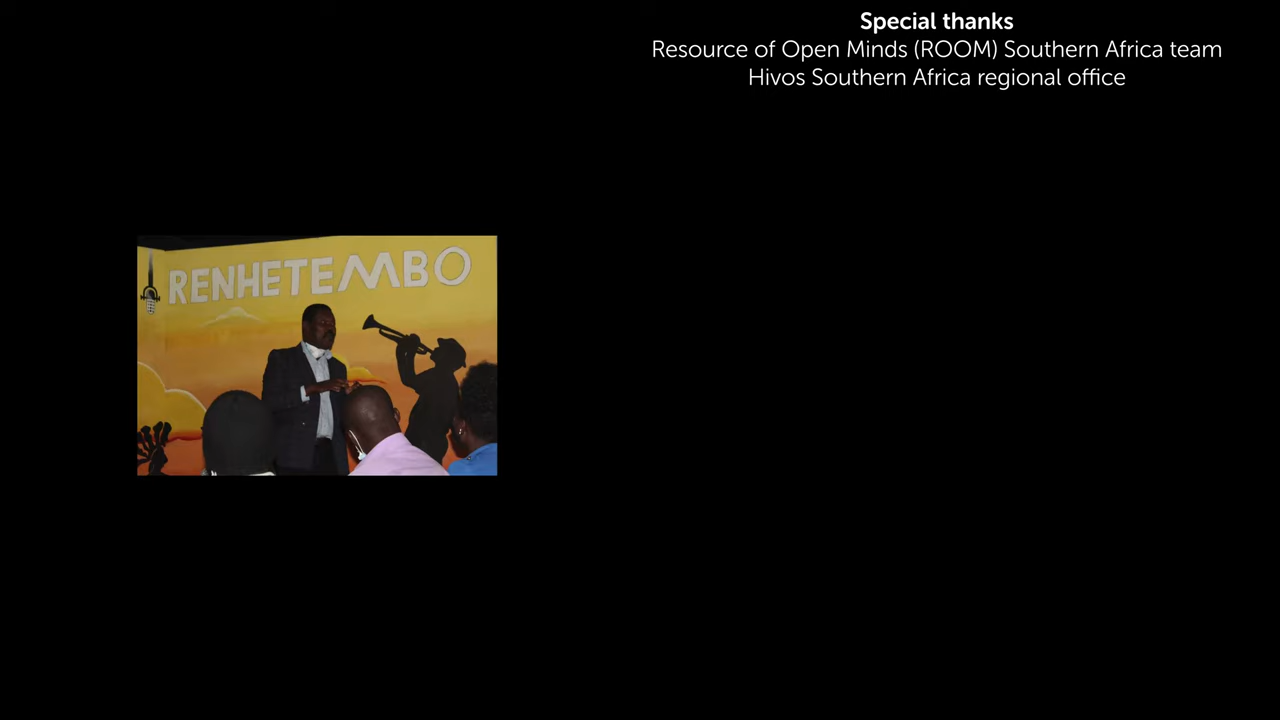 Special thanks
Resource of Open Minds (ROOM) Southern Africa team
Hivos Southern Africa regional office
RENHETEMBO